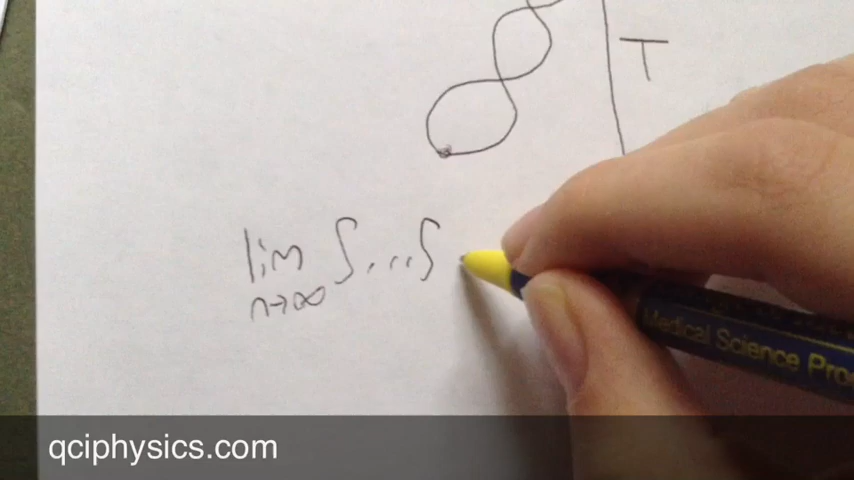 T
lim ∫...∫
n→∞
Medical Science Pro
qciphysics.com